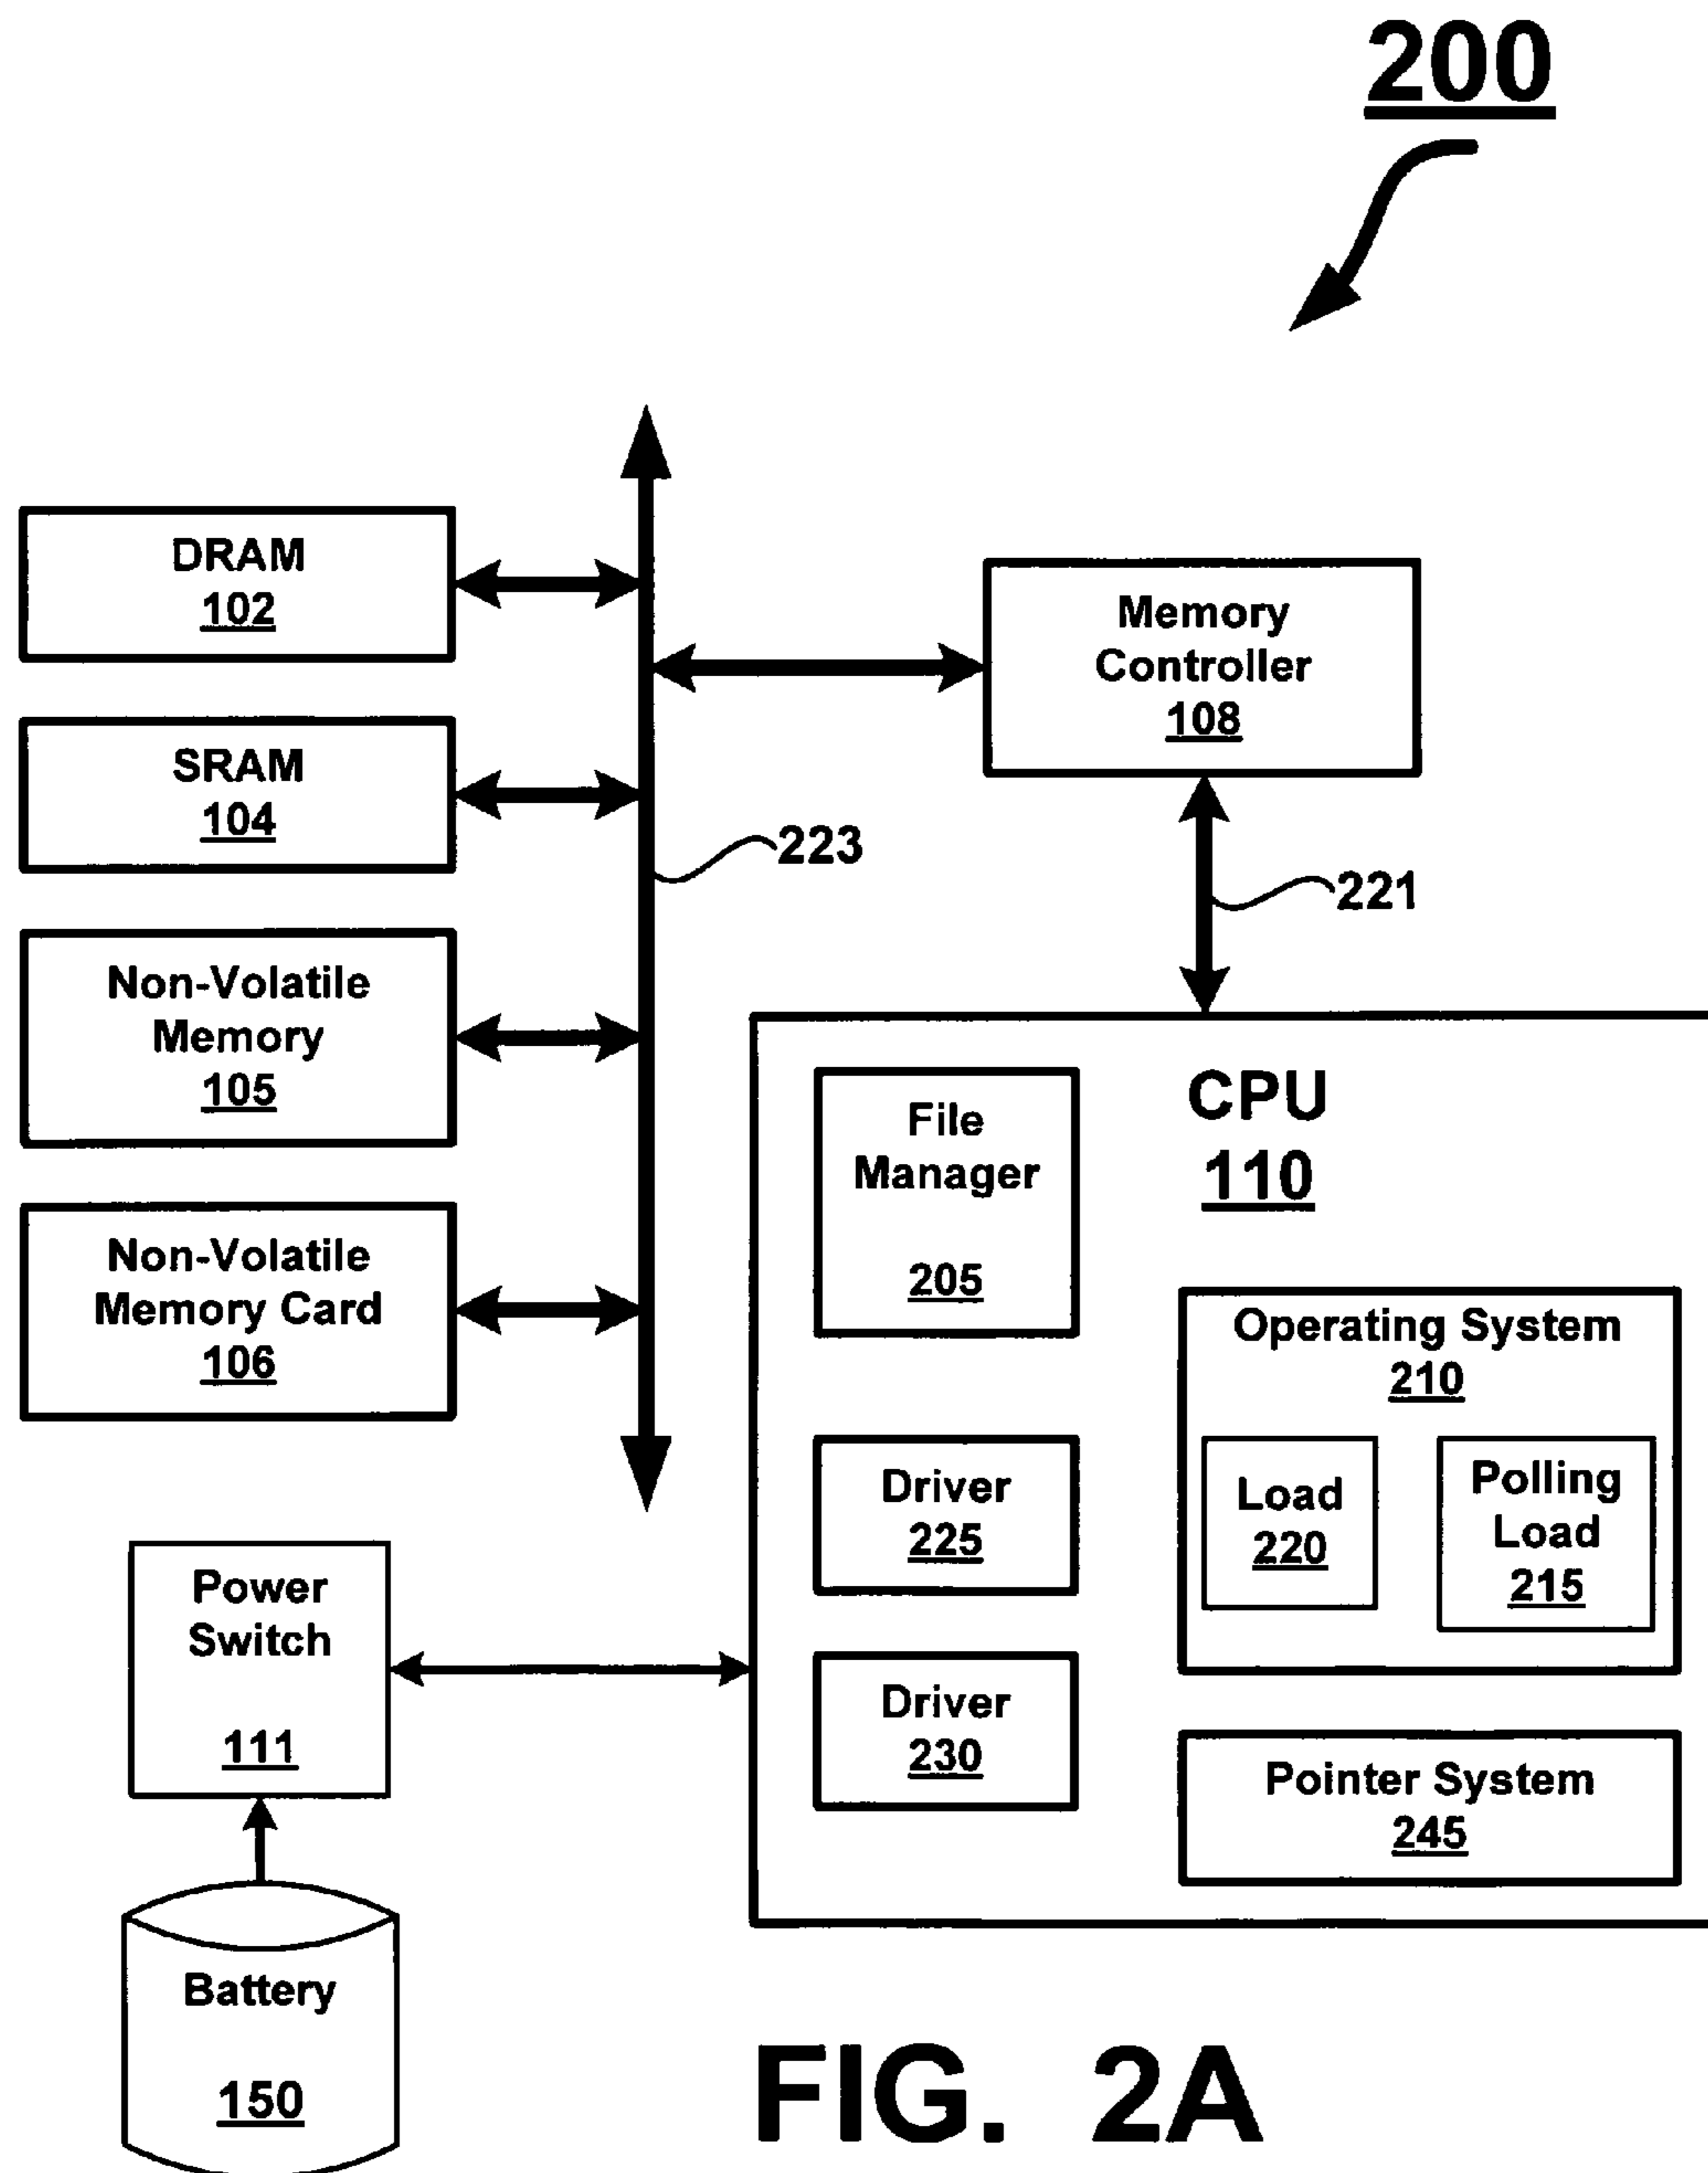 200
DRAM
102
Memory
Controller
108
SRAM
104
223
221
Non-Volatile
Memory
105
CPU
110
File
Manager
205
Non-Volatile
Memory Card
106
Operating System
210
Load
220
Polling
Load
215
Driver
225
Power
Switch
111
Driver
230
Pointer System
245
Battery
150
FIG. 2A